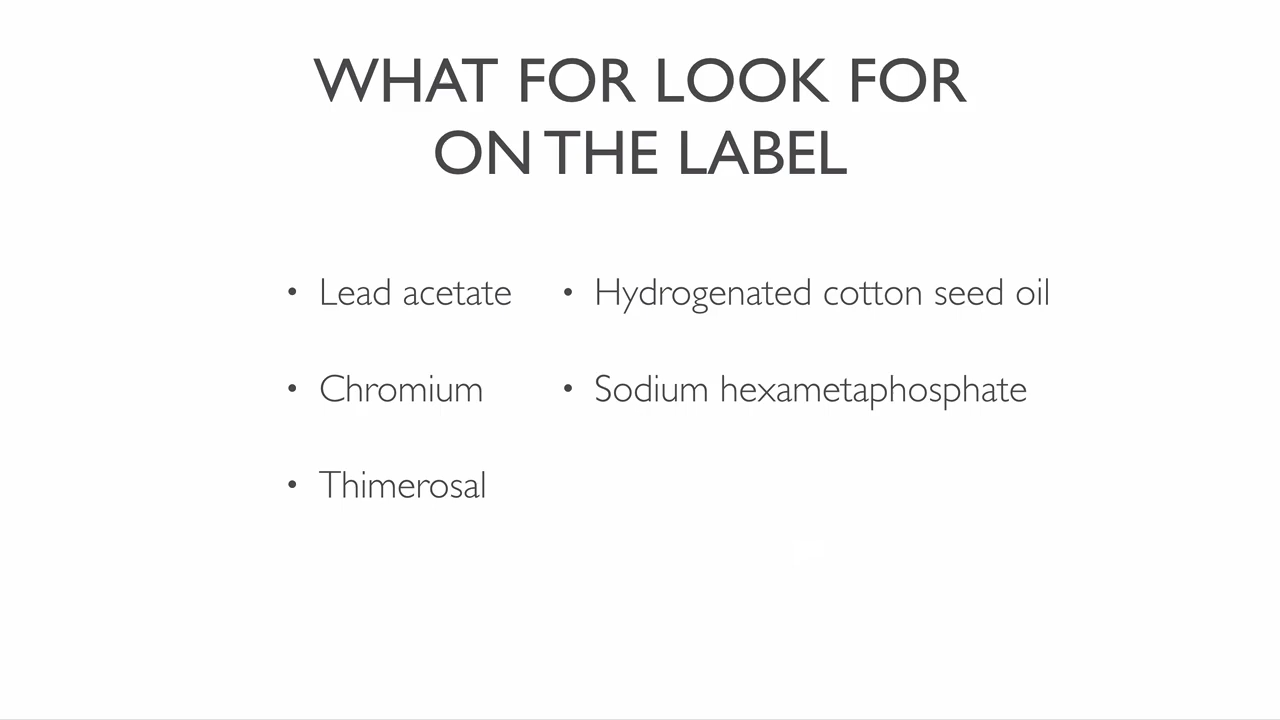 WHAT FOR LOOK FOR
ON THE LABEL
• Lead acetate
• Chromium
• Thimerosal
• Hydrogenated cotton seed oil
• Sodium hexametaphosphate